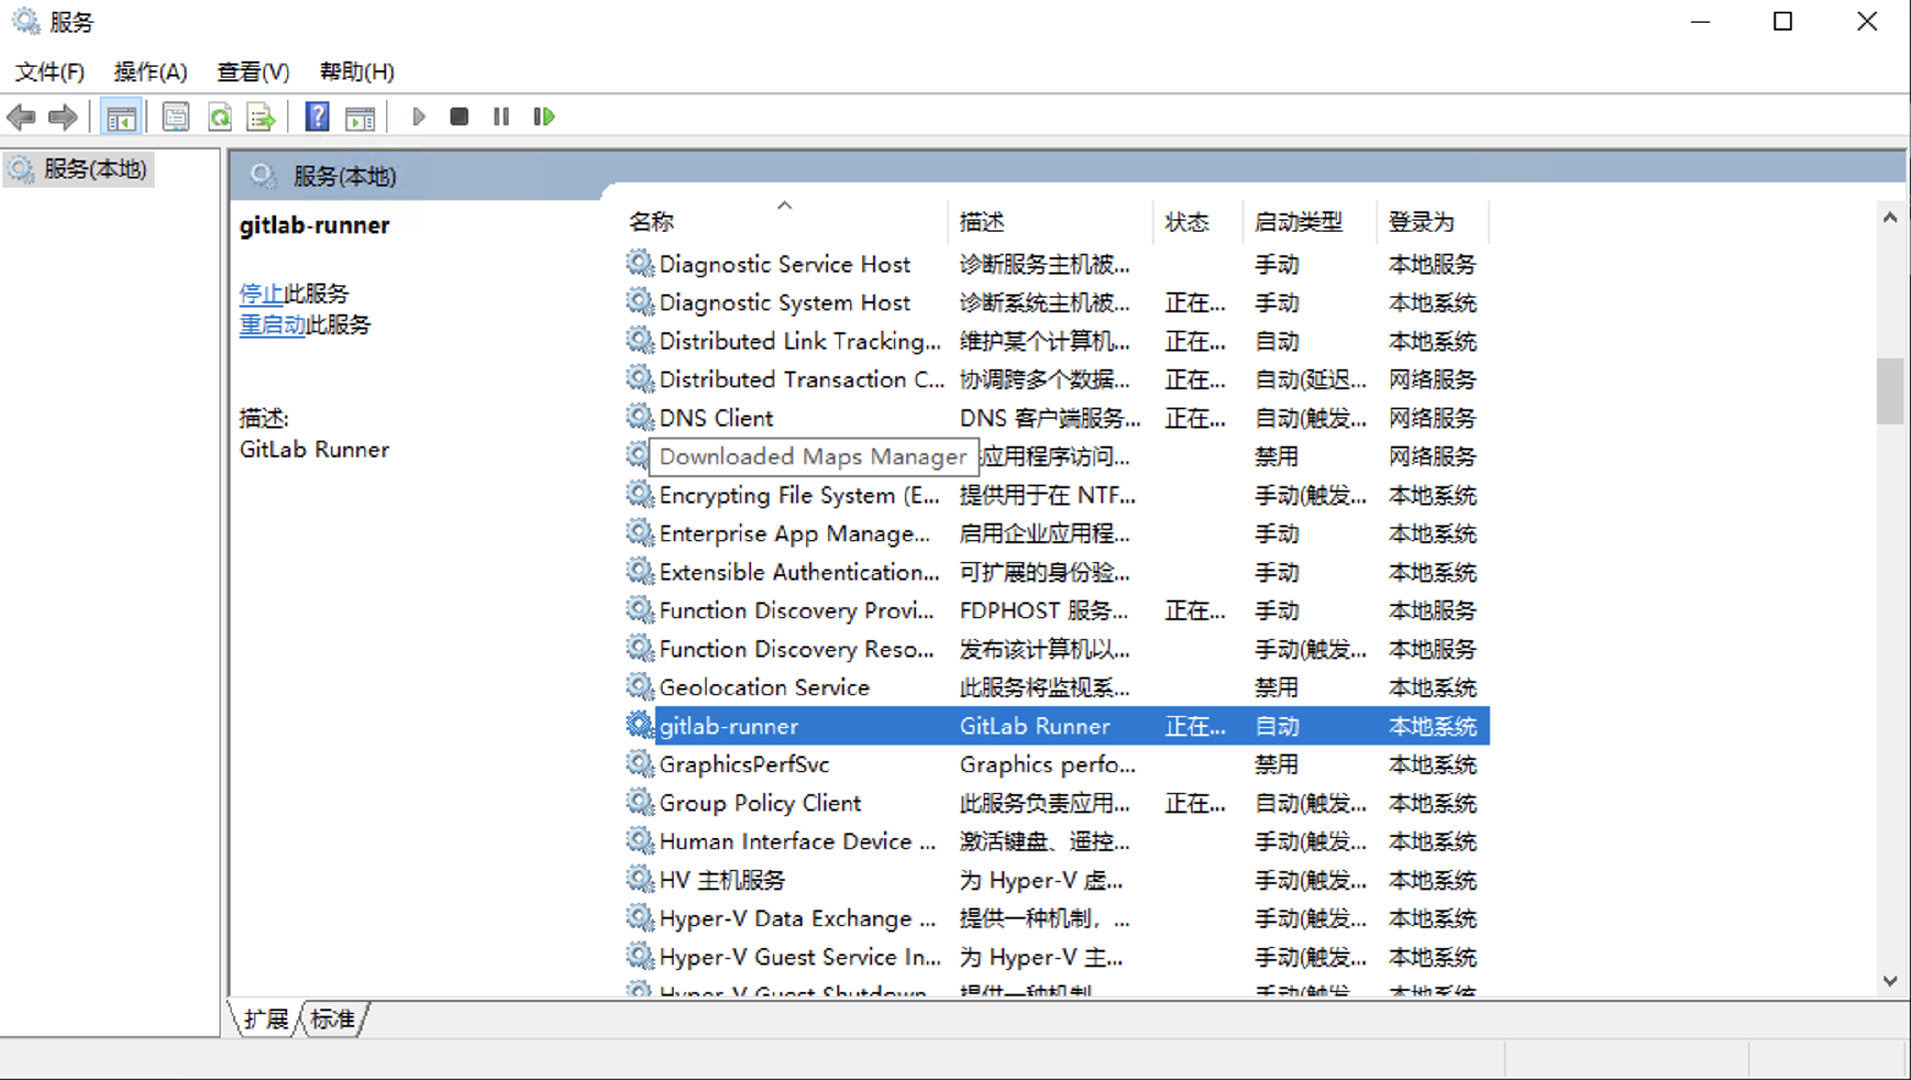 服务
文件(F) 操作(A) 查看(V) 帮助(H)
服务(本地)
服务(本地)
gitlab-runner
停止此服务
重启动此服务
描述:
GitLab Runner
名称 描述 状态 启动类型 登录为
Diagnostic Service Host 诊断服务主机被... 手动 本地服务
Diagnostic System Host 诊断系统主机被... 正在... 手动 本地系统
Distributed Link Tracking... 维护某个计算机... 正在... 自动 本地系统
Distributed Transaction C... 协调跨多个数据... 正在... 自动(延迟... 网络服务
DNS Client DNS 客户端服务... 正在... 自动(触发... 网络服务
Downloaded Maps Manager 应用程序访问... 禁用 网络服务
Encrypting File System (E... 提供用于在 NTF... 手动(触发... 本地系统
Enterprise App Manage... 启用企业应用程... 手动 本地系统
Extensible Authentication... 可扩展的身份验... 手动 本地系统
Function Discovery Provi... FDPHOST 服务... 正在... 手动 本地服务
Function Discovery Reso... 发布该计算机以... 手动(触发... 本地服务
Geolocation Service 此服务将监视系... 禁用 本地系统
gitlab-runner GitLab Runner 正在... 自动 本地系统
GraphicsPerfSvc Graphics perfo... 禁用 本地系统
Group Policy Client 此服务负责应用... 正在... 自动(触发... 本地系统
Human Interface Device ... 激活键盘、遥控... 手动(触发... 本地系统
HV 主机服务 为 Hyper-V 虚... 手动(触发... 本地系统
Hyper-V Data Exchange ... 提供一种机制，... 手动(触发... 本地系统
Hyper-V Guest Service In... 为 Hyper-V 主... 手动(触发... 本地系统
Hyper-V Guest Shutdown 提供一种机制 手动(触发... 本地系统
扩展 标准